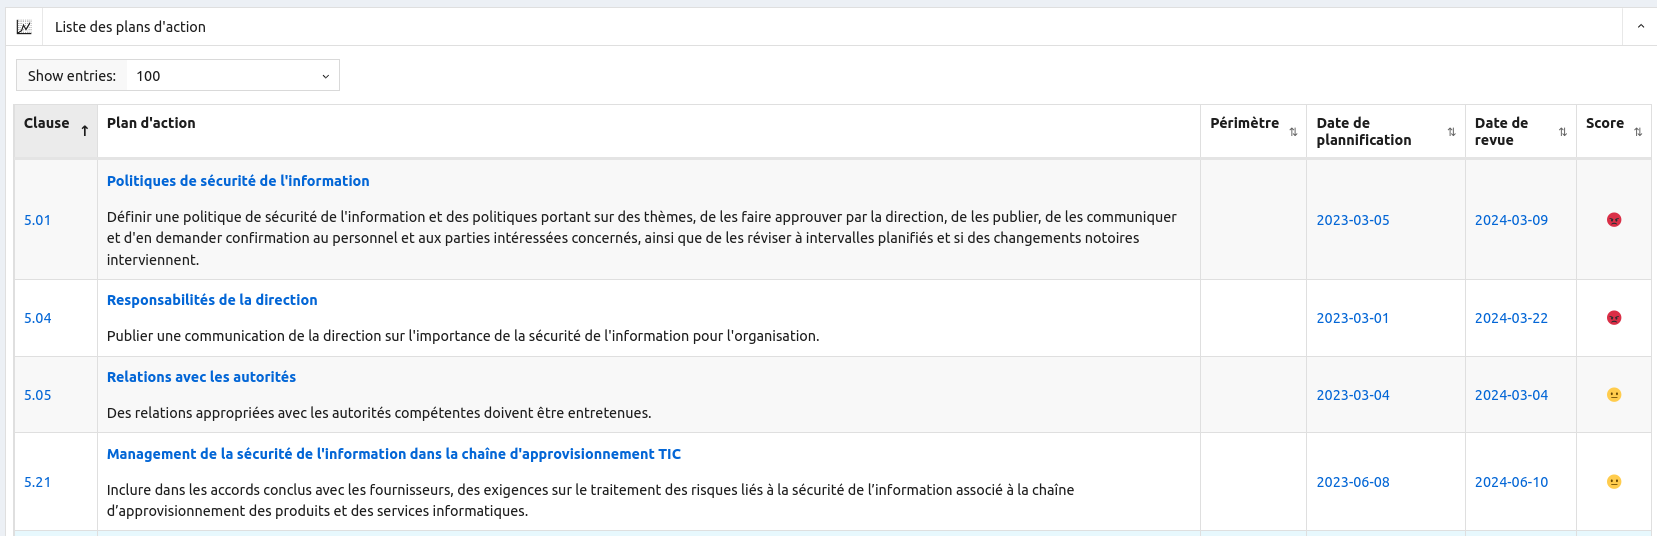 Liste des plans d'action
Show entries: 100
Clause Plan d'action Périmètre Date de plannification Date de revue Score
Politiques de sécurité de l'information
5.01
Définir une politique de sécurité de l'information et des politiques portant sur des thèmes, de les faire approuver par la direction, de les publier, de les communiquer
et d'en demander confirmation au personnel et aux parties intéressées concernés, ainsi que de les réviser à intervalles planifiés et si des changements notoires
interviennent.
2023-03-05 2024-03-09
Responsabilités de la direction
5.04
Publier une communication de la direction sur l'importance de la sécurité de l'information pour l'organisation.
2023-03-01 2024-03-22
Relations avec les autorités
5.05
Des relations appropriées avec les autorités compétentes doivent être entretenues.
2023-03-04 2024-03-04
Management de la sécurité de l'information dans la chaîne d'approvisionnement TIC
5.21
Inclure dans les accords conclus avec les fournisseurs, des exigences sur le traitement des risques liés à la sécurité de l’information associé à la chaîne
d’approvisionnement des produits et des services informatiques.
2023-06-08 2024-06-10